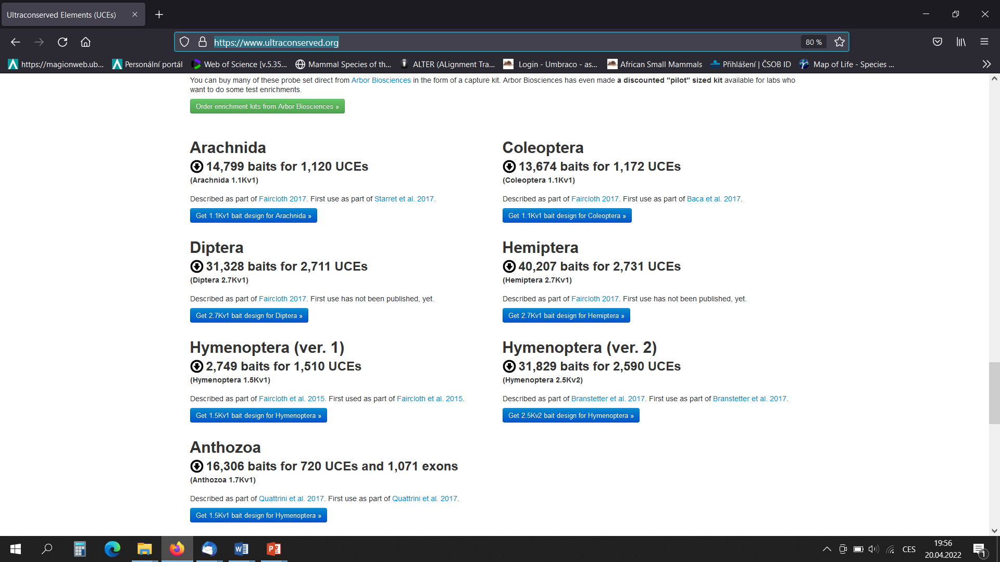 Ultraconserved Elements (UCEs)
https://www.ultraconserved.org
80 %
https://magionweb.ub...
Personální portál
Web of Science [v.5.35...
Mammal Species of th...
ALTER (ALignment Tra...
Login - Umbraco - as...
African Small Mammals
Přihlášení | ČSOB ID
Map of Life - Species ...
You can buy many of these probe set direct from Arbor Biosciences in the form of a capture kit. Arbor Biosciences has even made a discounted "pilot" sized kit available for labs who
want to do some test enrichments.
Order enrichment kits from Arbor Biosciences »
Arachnida
14,799 baits for 1,120 UCEs
(Arachnida 1.1Kv1)
Described as part of Faircloth 2017. First use as part of Starret et al. 2017.
Get 1.1Kv1 bait design for Arachnida »
Coleoptera
13,674 baits for 1,172 UCEs
(Coleoptera 1.1Kv1)
Described as part of Faircloth 2017. First use as part of Baca et al. 2017.
Get 1.1Kv1 bait design for Coleoptera »
Diptera
31,328 baits for 2,711 UCEs
(Diptera 2.7Kv1)
Described as part of Faircloth 2017. First use has not been published, yet.
Get 2.7Kv1 bait design for Diptera »
Hemiptera
40,207 baits for 2,731 UCEs
(Hemiptera 2.7Kv1)
Described as part of Faircloth 2017. First use has not been published, yet.
Get 2.7Kv1 bait design for Hemiptera »
Hymenoptera (ver. 1)
2,749 baits for 1,510 UCEs
(Hymenoptera 1.5Kv1)
Described as part of Faircloth et al. 2015. First used as part of Faircloth et al. 2015.
Get 1.5Kv1 bait design for Hymenoptera »
Hymenoptera (ver. 2)
31,829 baits for 2,590 UCEs
(Hymenoptera 2.5Kv2)
Described as part of Branstetter et al. 2017. First use as part of Branstetter et al. 2017.
Get 2.5Kv2 bait design for Hymenoptera »
Anthozoa
16,306 baits for 720 UCEs and 1,071 exons
(Anthozoa 1.7Kv1)
Described as part of Quattrini et al. 2017. First use as part of Quattrini et al. 2017.
Get 1.5Kv1 bait design for Hymenoptera »
CES
19:56
20.04.2022
1